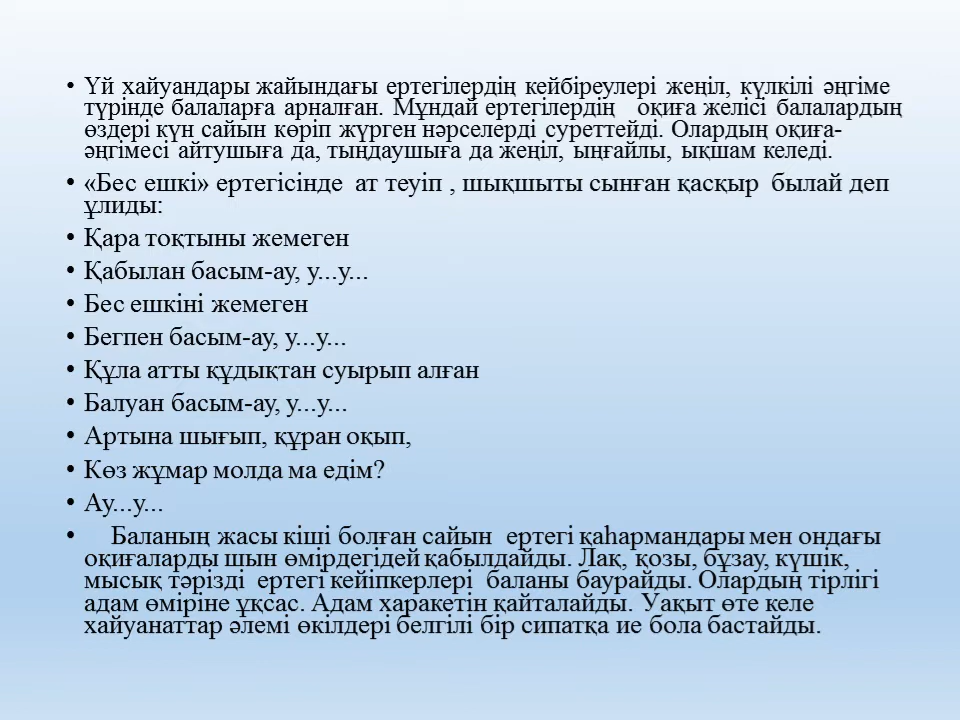 • Үй хайуандары жайындағы ертегілердің кейбіреулері жеңіл, күлкілі әңгіме
түрінде балаларға арналған. Мұндай ертегілердің оқиға желісі балалардың
өздері күн сайын көріп жүрген нәрселерді суреттейді. Олардың оқиға-
әңгімесі айтушыға да, тыңдаушыға да жеңіл, ыңғайлы, ықшам келеді.
• «Бес ешкі» ертегісінде ат теуіп , шықшыты сынған қасқыр былай деп
ұлиды:
• Қара тоқтыны жемеген
• Қабылан басым-ау, у...у...
• Бес ешкіні жемеген
• Бегпен басым-ау, у...у...
• Құла атты құдықтан суырып алған
• Балуан басым-ау, у...у...
• Артына шығып, құран оқып,
• Көз жұмар молда ма едім?
• Ау...у...
• Баланың жасы кіші болған сайын ертегі қаһармандары мен ондағы
оқиғаларды шын өмірдегідей қабылдайды. Лақ, қозы, бұзау, күшік,
мысық тәрізді ертегі кейіпкерлері баланы баурайды. Олардың тірлігі
адам өміріне ұқсас. Адам харакетін қайталайды. Уақыт өте келе
хайуанаттар әлемі өкілдері белгілі бір сипатқа ие бола бастайды.